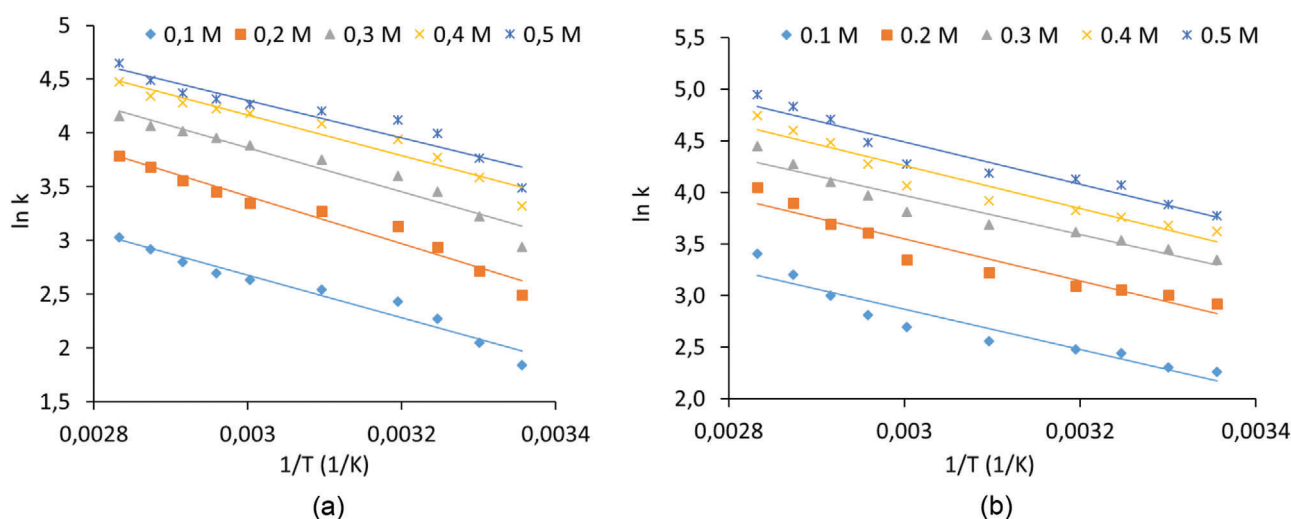 0,1 M 0,2 M 0,3 M 0,4 M 0,5 M
5
4,5
4
3,5
3
2,5
2
1,5
ln k
0,0028 0,003 0,0032 0,0034
1/T (1/K)
(a)
0.1 M 0.2 M 0.3 M 0.4 M 0.5 M
5,5
5,0
4,5
4,0
3,5
3,0
2,5
2,0
ln k
0,0028 0,003 0,0032 0,0034
1/T (1/K)
(b)